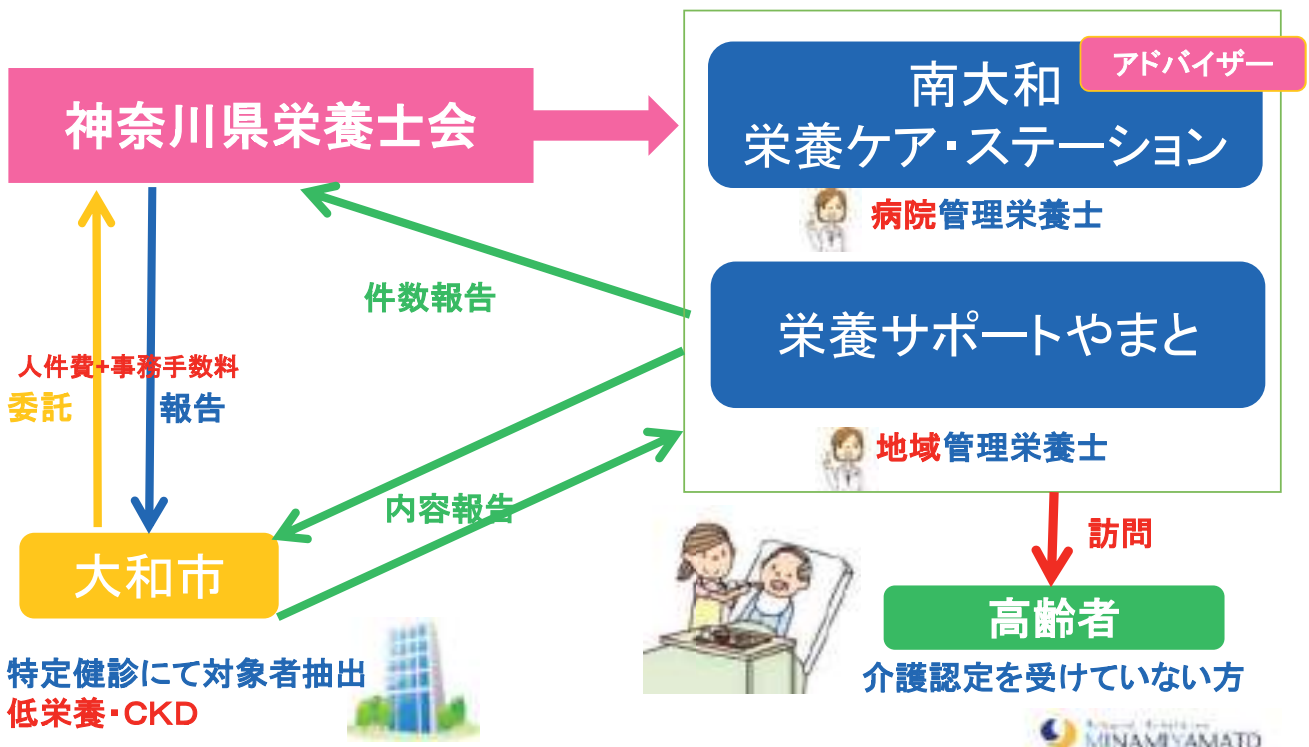 神奈川県栄養士会
アドバイザー
南大和
栄養ケア・ステーション
病院管理栄養士
件数報告
栄養サポートやまと
人件費+事務手数料
委託
報告
地域管理栄養士
内容報告
訪問
大和市
高齢者
特定健診にて対象者抽出
低栄養・CKD
介護認定を受けていない方
MINAMIYAMATO